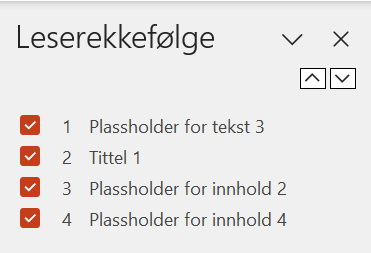 Leserekkefølge
1 Plassholder for tekst 3
2 Tittel 1
3 Plassholder for innhold 2
4 Plassholder for innhold 4